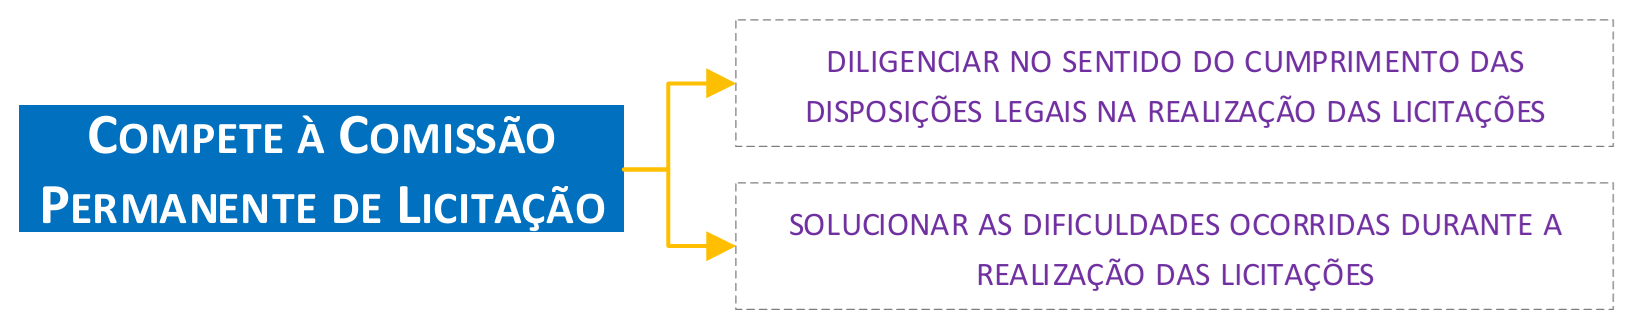 COMPETE À COMISSÃO
PERMANENTE DE LICITAÇÃO
DILIGENCIAR NO SENTIDO DO CUMPRIMENTO DAS
DISPOSIÇÕES LEGAIS NA REALIZAÇÃO DAS LICITAÇÕES
SOLUCIONAR AS DIFICULDADES OCORRIDAS DURANTE A
REALIZAÇÃO DAS LICITAÇÕES